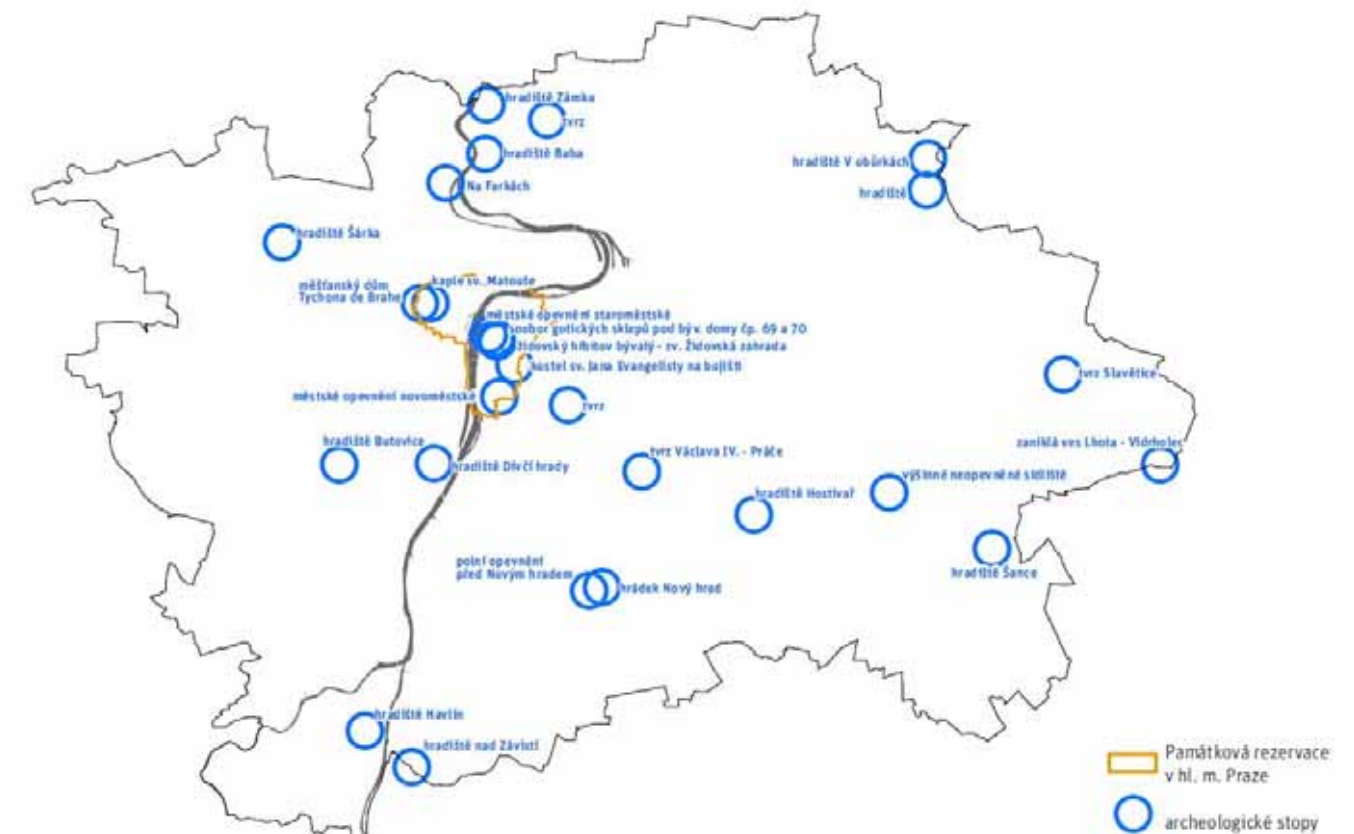 hradiště Zámka
tvrz
hradiště Baba
Na Farkách
hradiště V obůrkách
hradiště
hradiště Šárka
kaple sv. Matouše
měšťanský dům
Tychona de Brahe
městské opevnění staroměstské
soubor gotických sklepů pod býv. domy čp. 69 a 70
židovský hřbitov bývalý - zv. Židovská zahrada
kostel sv. Jana Evangelisty na bojišti
městské opevnění novoměstské
tvrz
tvrz Slavětice
hradiště Butovice
hradiště Dívčí hrady
tvrz Václava IV. - Práče
zaniklá ves Lhota - Vidrholec
výšinné neopevněné sídliště
hradiště Hostivař
hradiště Šance
polní opevnění
před Novým hradem
hrádek Nový hrad
hradiště Havlín
hradiště nad Závistí
Památková rezervace
v hl. m. Praze
archeologické stopy